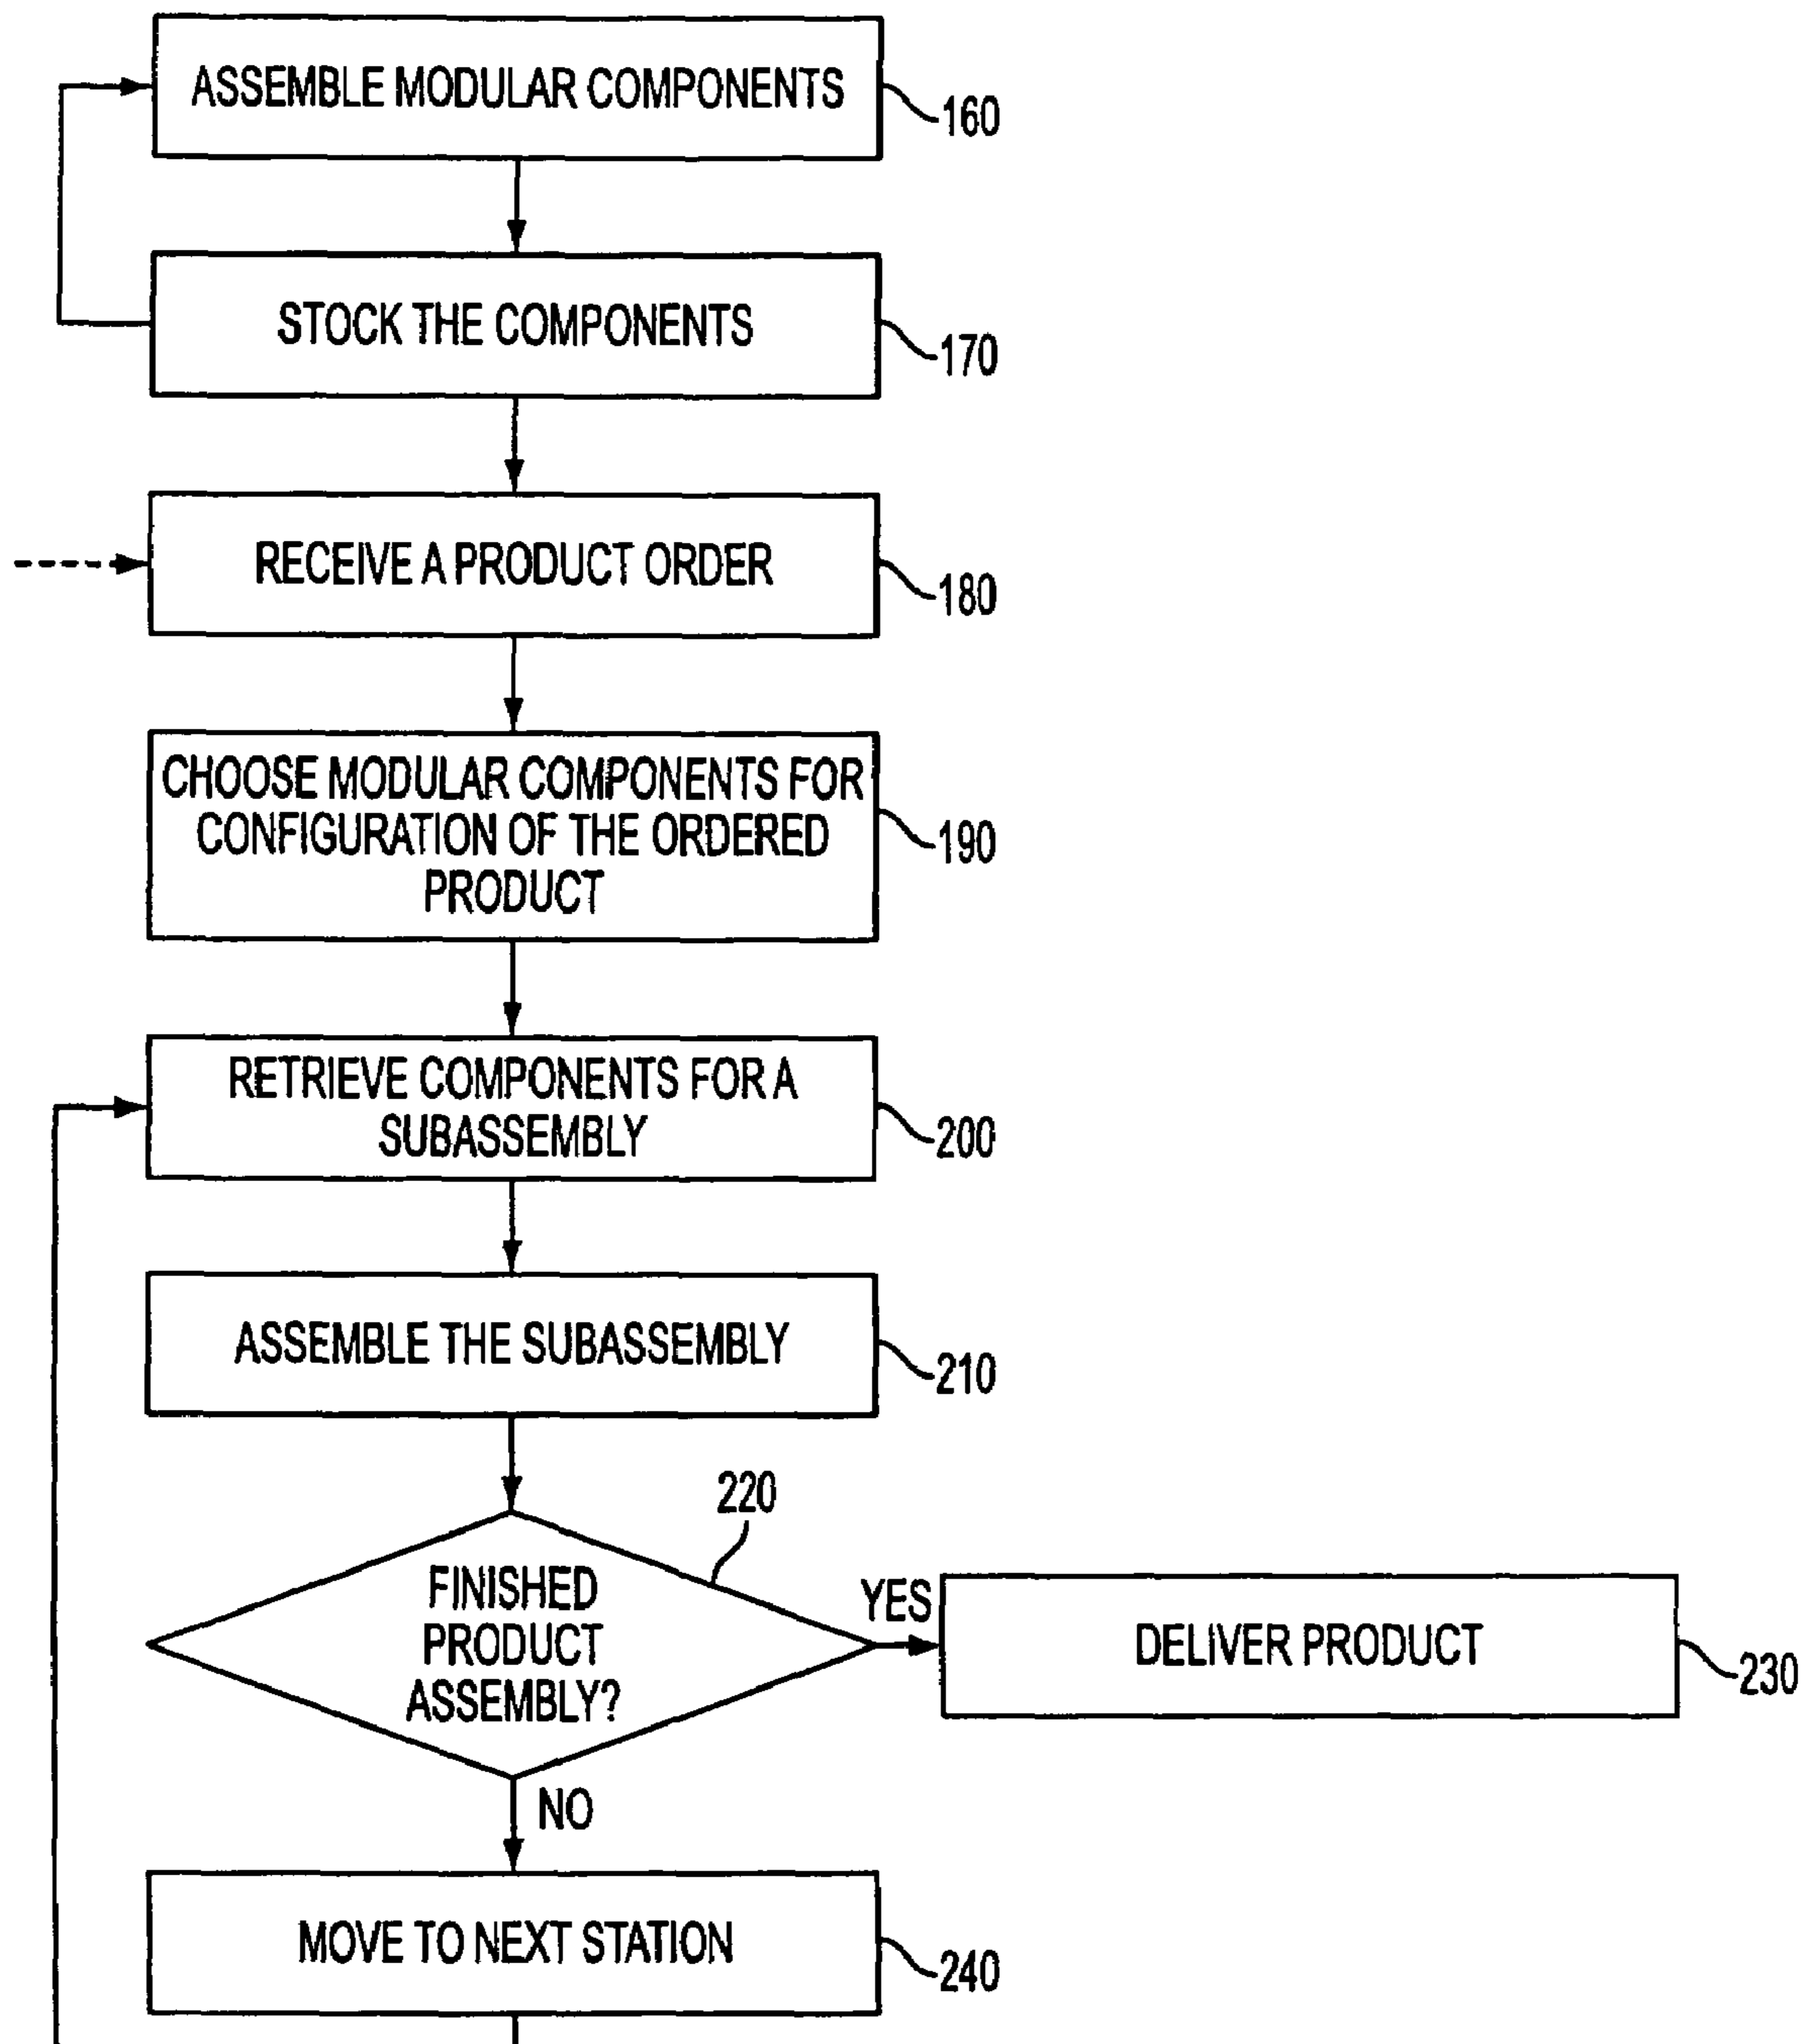 ASSEMBLE MODULAR COMPONENTS
160
STOCK THE COMPONENTS
170
RECEIVE A PRODUCT ORDER
180
CHOOSE MODULAR COMPONENTS FOR
CONFIGURATION OF THE ORDERED
PRODUCT
190
RETRIEVE COMPONENTS FOR A
SUBASSEMBLY
200
ASSEMBLE THE SUBASSEMBLY
210
220
FINISHED
PRODUCT
ASSEMBLY?
YES
DELIVER PRODUCT
230
NO
MOVE TO NEXT STATION
240